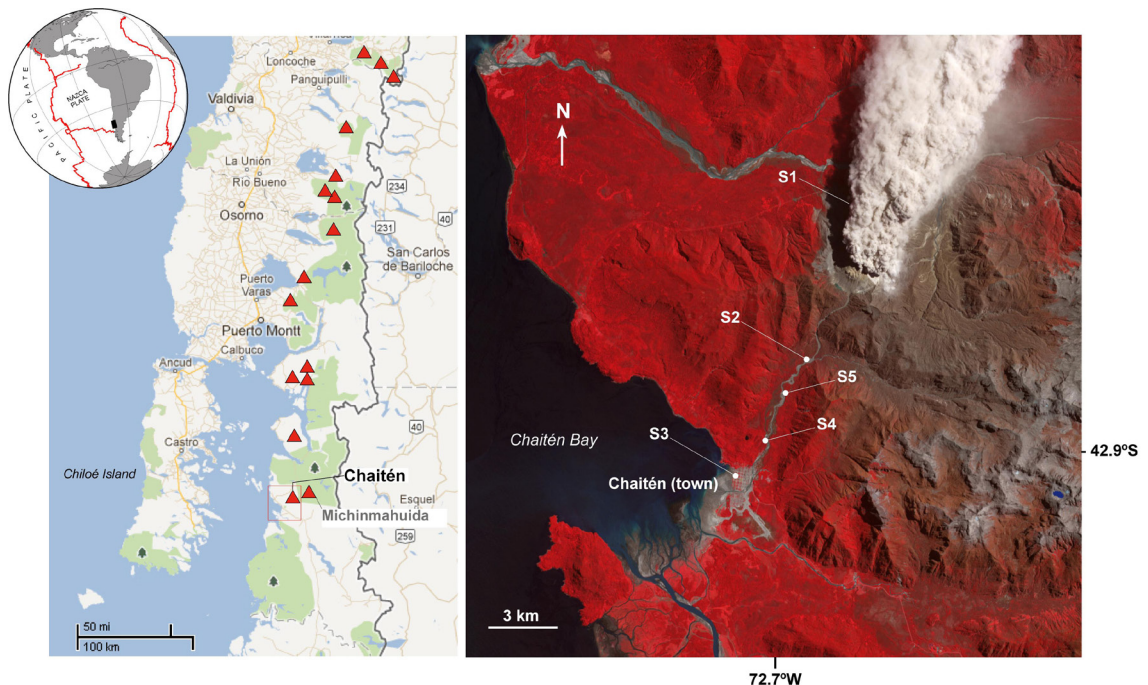 PACIFIC PLATE
NAZCA
PLATE
Villarrica
Loncoche
Panguipulli
Valdivia
La Unión
Río Bueno
234
Osorno
40
231
San Carlos
de Bariloche
Puerto
Varas
Puerto Montt
Calbuco
Ancud
40
Castro
Chiloé Island
Chaitén
Esquel
Michinmahuida
259
50 mi
100 km
N
S1
S2
S5
S4
S3
Chaitén Bay
Chaitén (town)
42.9ºS
3 km
72.7ºW